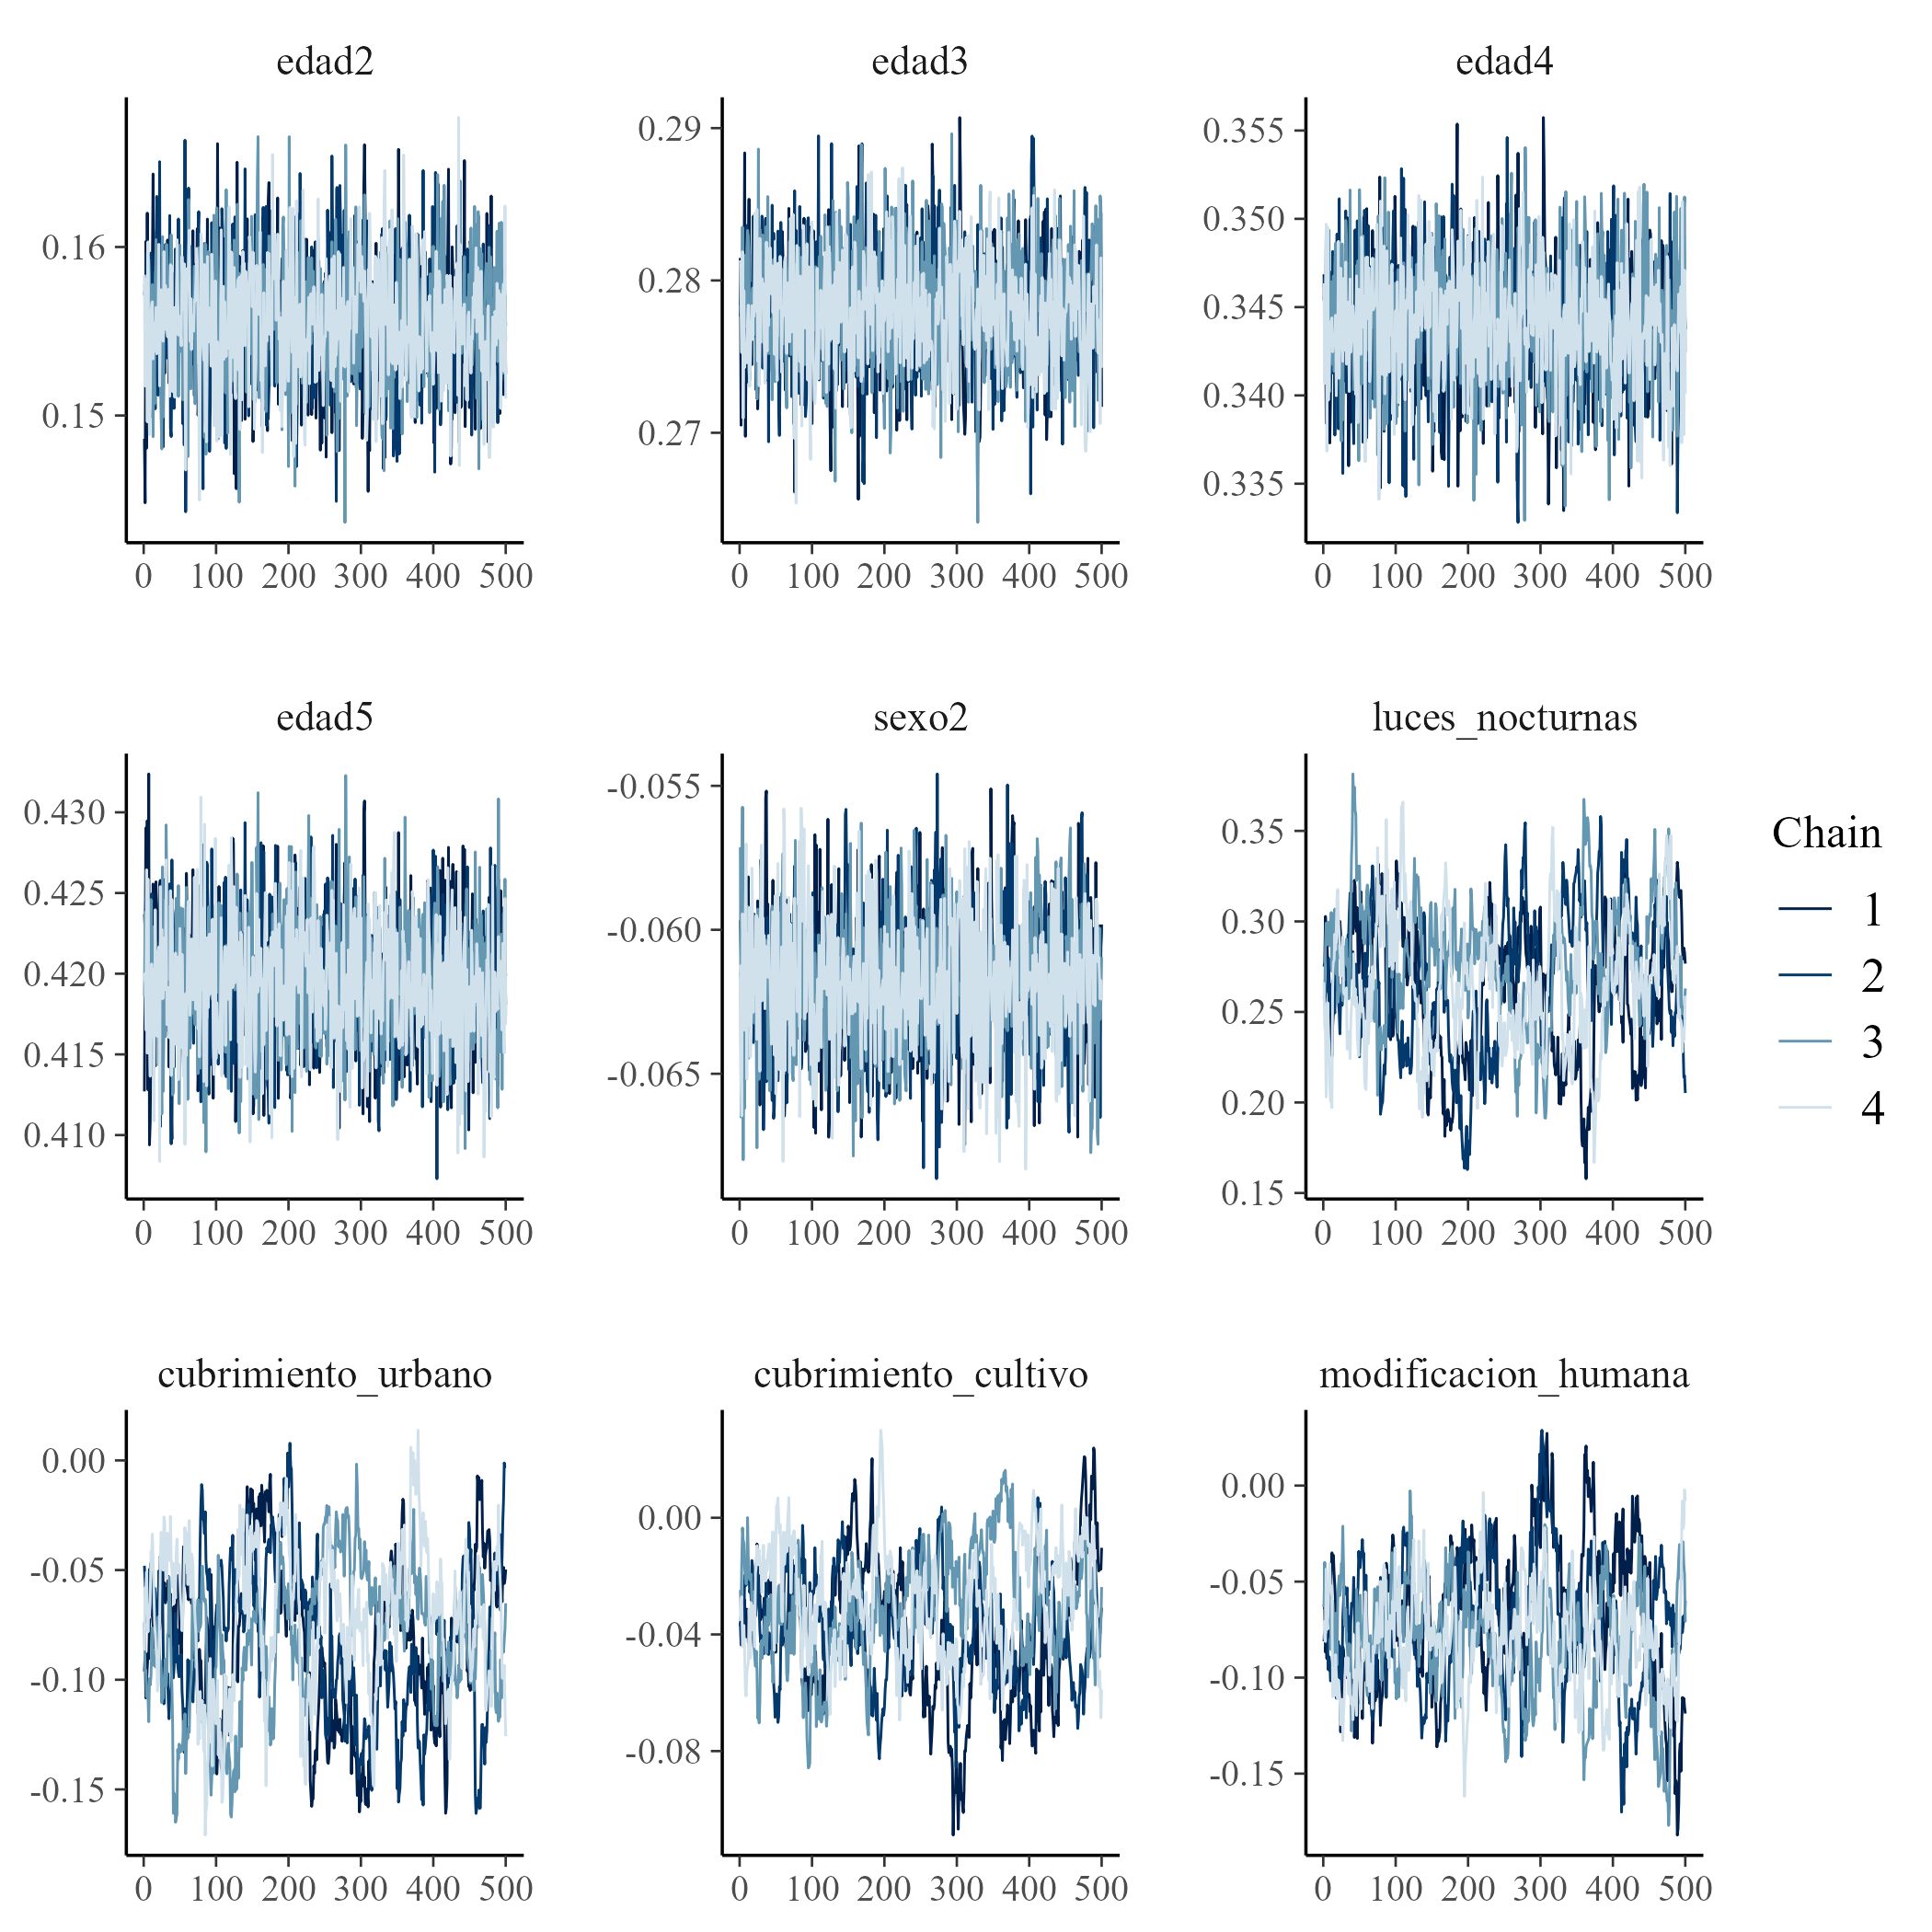 edad2
0.16
0.15
0 100 200 300 400 500
edad3
0.29
0.28
0.27
0 100 200 300 400 500
edad4
0.355
0.350
0.345
0.340
0.335
0 100 200 300 400 500
edad5
0.430
0.425
0.420
0.415
0.410
0 100 200 300 400 500
sexo2
-0.055
-0.060
-0.065
0 100 200 300 400 500
luces_nocturnas
0.35
0.30
0.25
0.20
0.15
0 100 200 300 400 500
Chain
1
2
3
4
cubrimiento_urbano
0.00
-0.05
-0.10
-0.15
0 100 200 300 400 500
cubrimiento_cultivo
0.00
-0.04
-0.08
0 100 200 300 400 500
modificacion_humana
0.00
-0.05
-0.10
-0.15
0 100 200 300 400 500